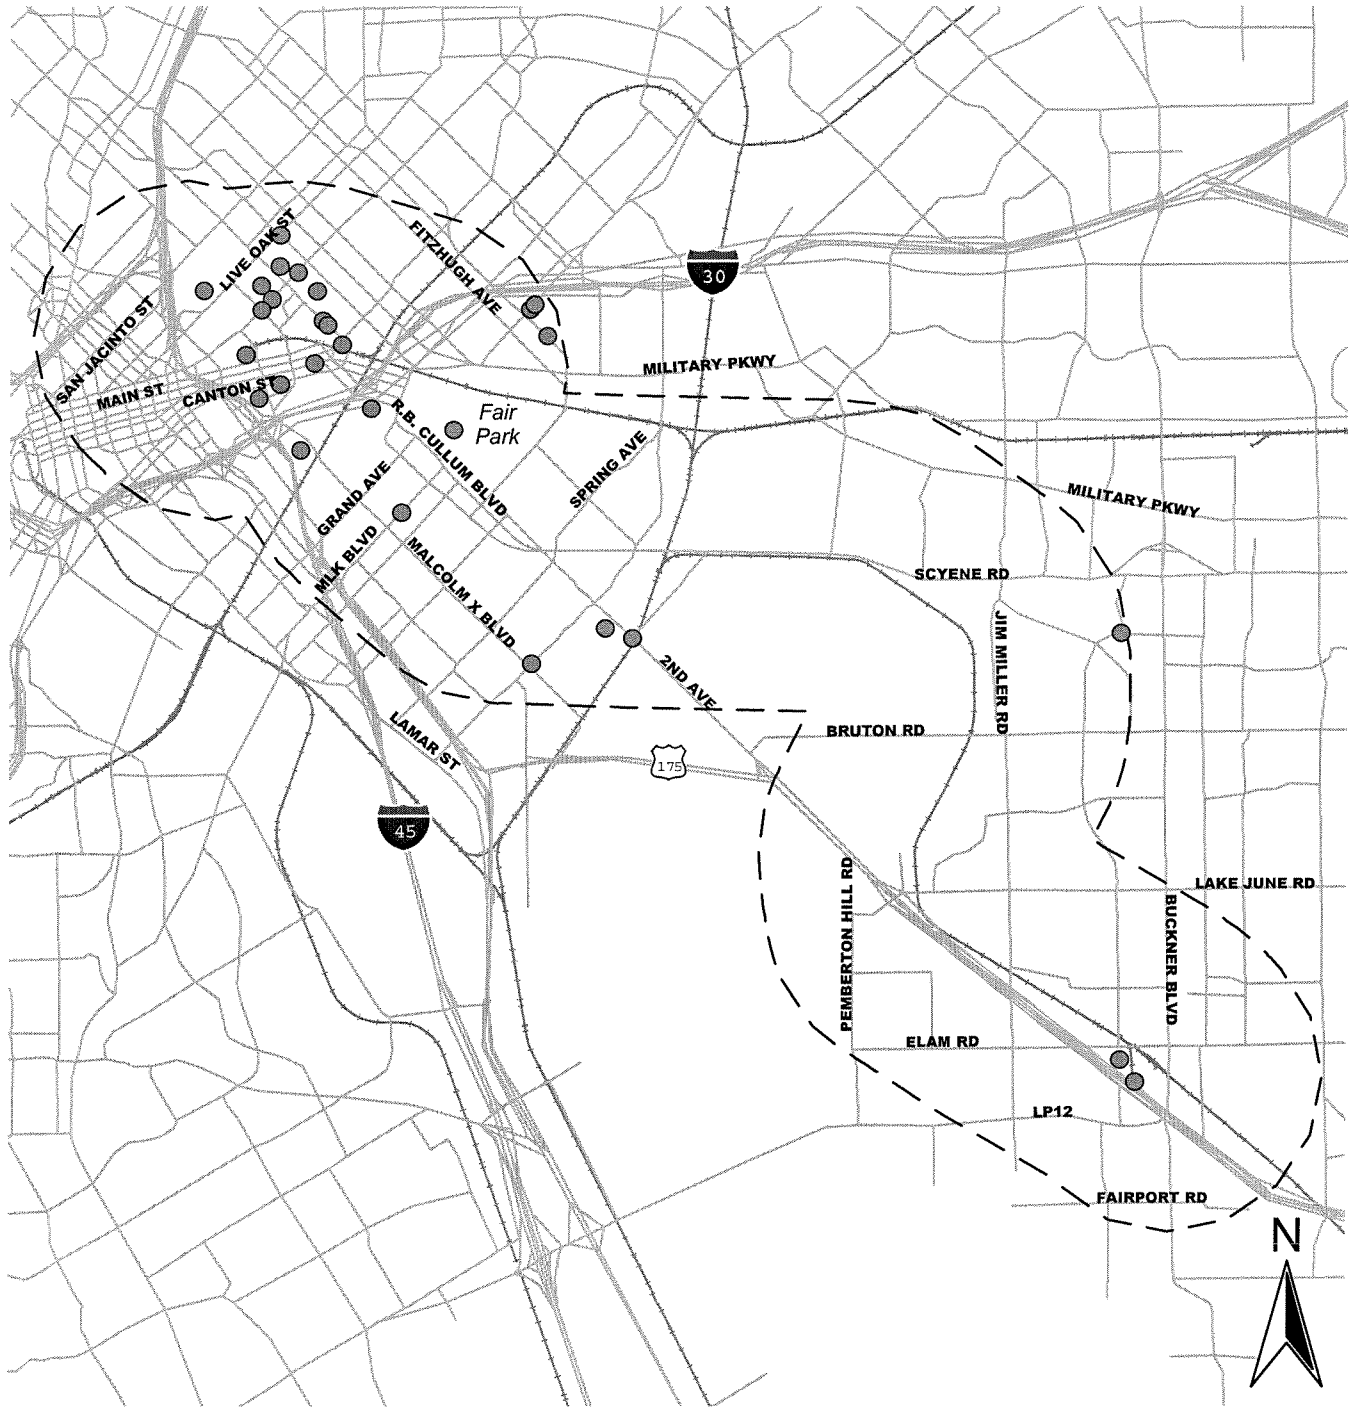 LIVE OAK ST
FITZHUGH AVE
30
SAN JACINTO ST
MILITARY PKWY
MAIN ST
CANTON ST
R.B. CULLUM BLVD
Fair
Park
SPRING AVE
GRAND AVE
MILITARY PKWY
MLK BLVD
MALCOLM X BLVD
SCYENE RD
JIM MILLER RD
2ND AVE
LAMAR ST
BRUTON RD
175
45
PEMBERTON HILL RD
LAKE JUNE RD
BUCKNER BLVD
ELAM RD
LP12
FAIRPORT RD
N